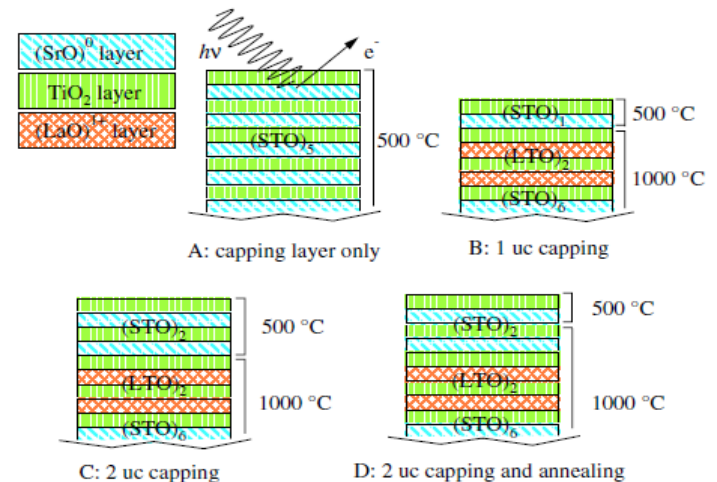 (SrO)⁰ layer
TiO₂ layer
(LaO)¹⁺ layer
hν
e⁻
(STO)₅
500 °C
A: capping layer only
(STO)₁
500 °C
(LTO)₂
1000 °C
(STO)₆
B: 1 uc capping
(STO)₂
500 °C
(LTO)₂
1000 °C
(STO)₆
C: 2 uc capping
500 °C
(STO)₂
(LTO)₂
1000 °C
(STO)₆
D: 2 uc capping and annealing